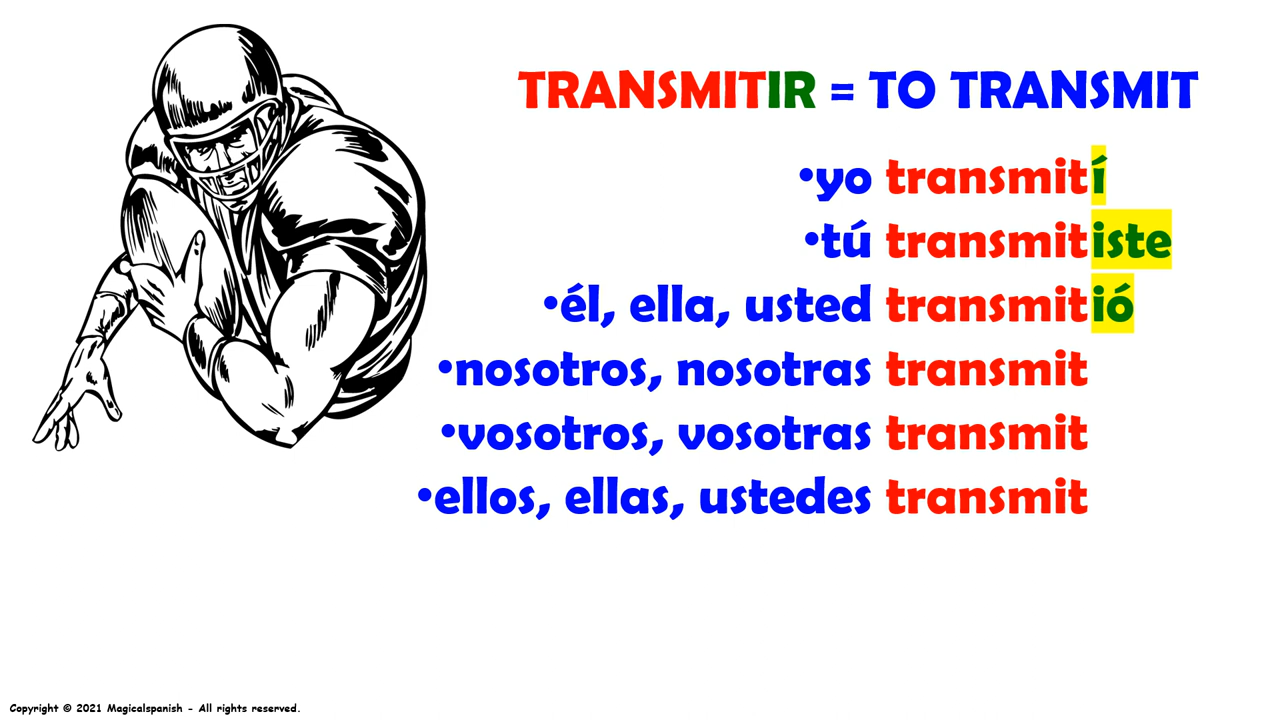 TRANSMITIR = TO TRANSMIT
•yo transmití
•tú transmitiste
•él, ella, usted transmitió
•nosotros, nosotras transmit
•vosotros, vosotras transmit
•ellos, ellas, ustedes transmit
Copyright © 2021 Magicalspanish - All rights reserved.